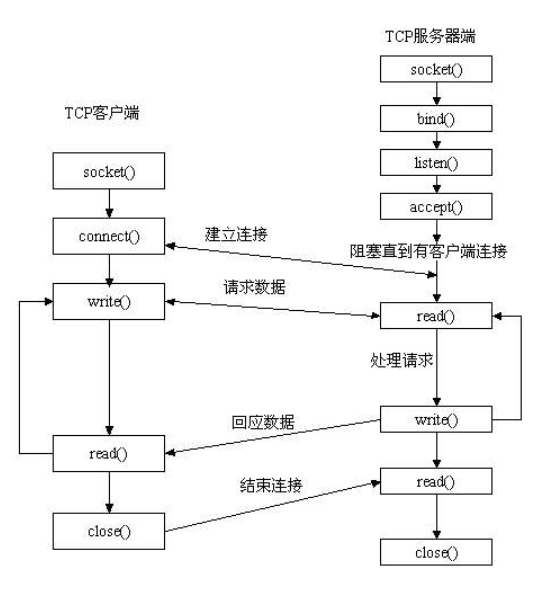 TCP服务器端
socket()
bind()
TCP客户端
listen()
socket()
accept()
connect()
建立连接
阻塞直到有客户端连接
请求数据
write()
read()
处理请求
回应数据
write()
read()
结束连接
read()
close()
close()